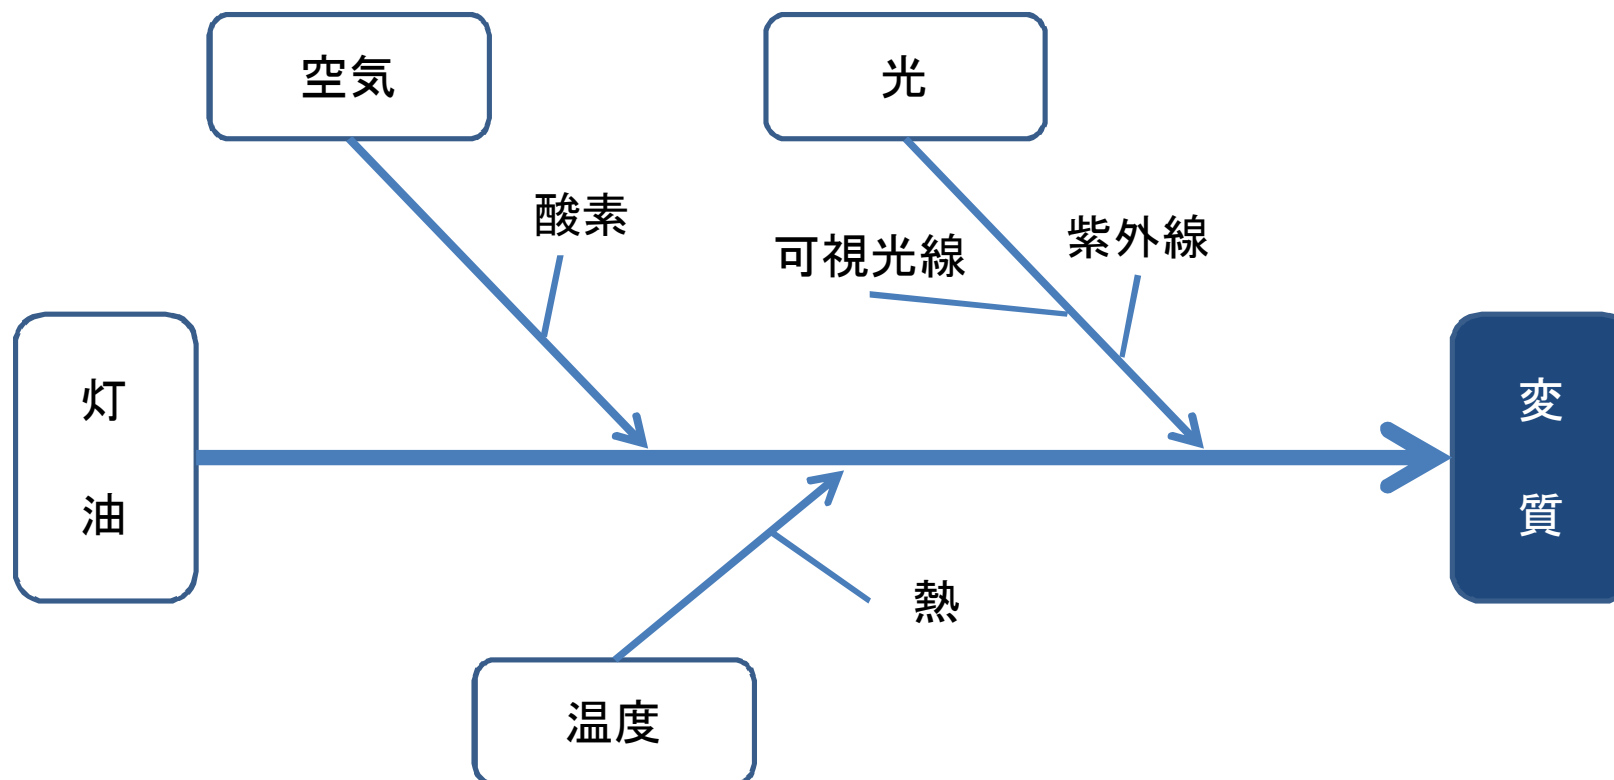 空気
光
酸素
可視光線
紫外線
灯
油
変
質
熱
温度